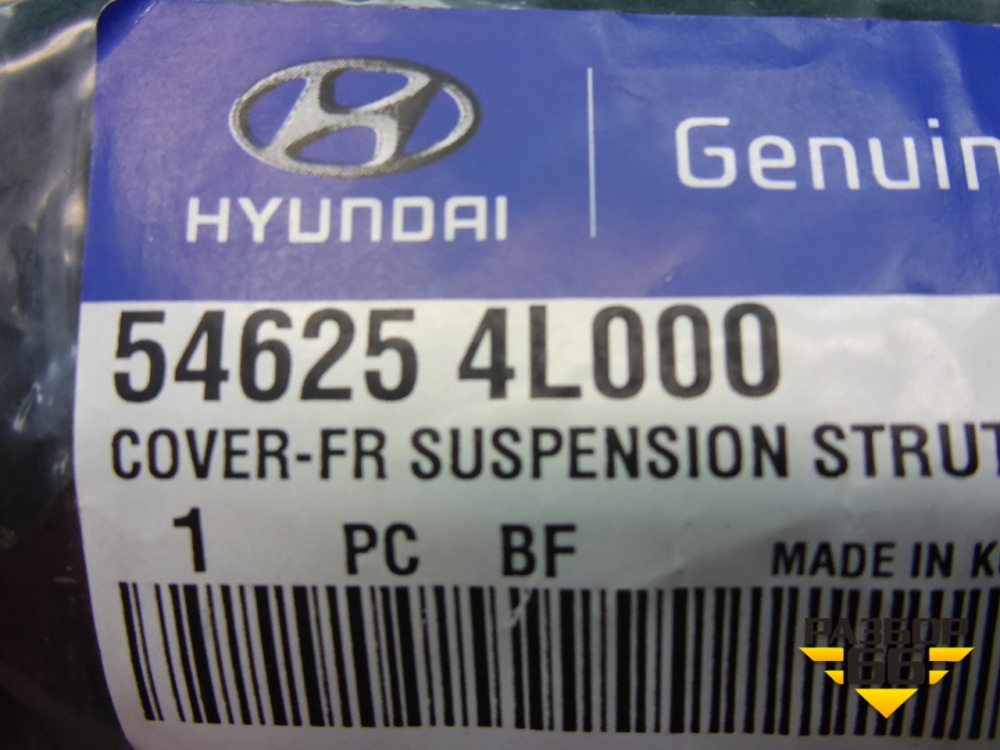 HYUNDAI
Genuin
54625 4L000
COVER-FR SUSPENSION STRUT
1 PC BF
MADE IN K
РАЗБОР
66